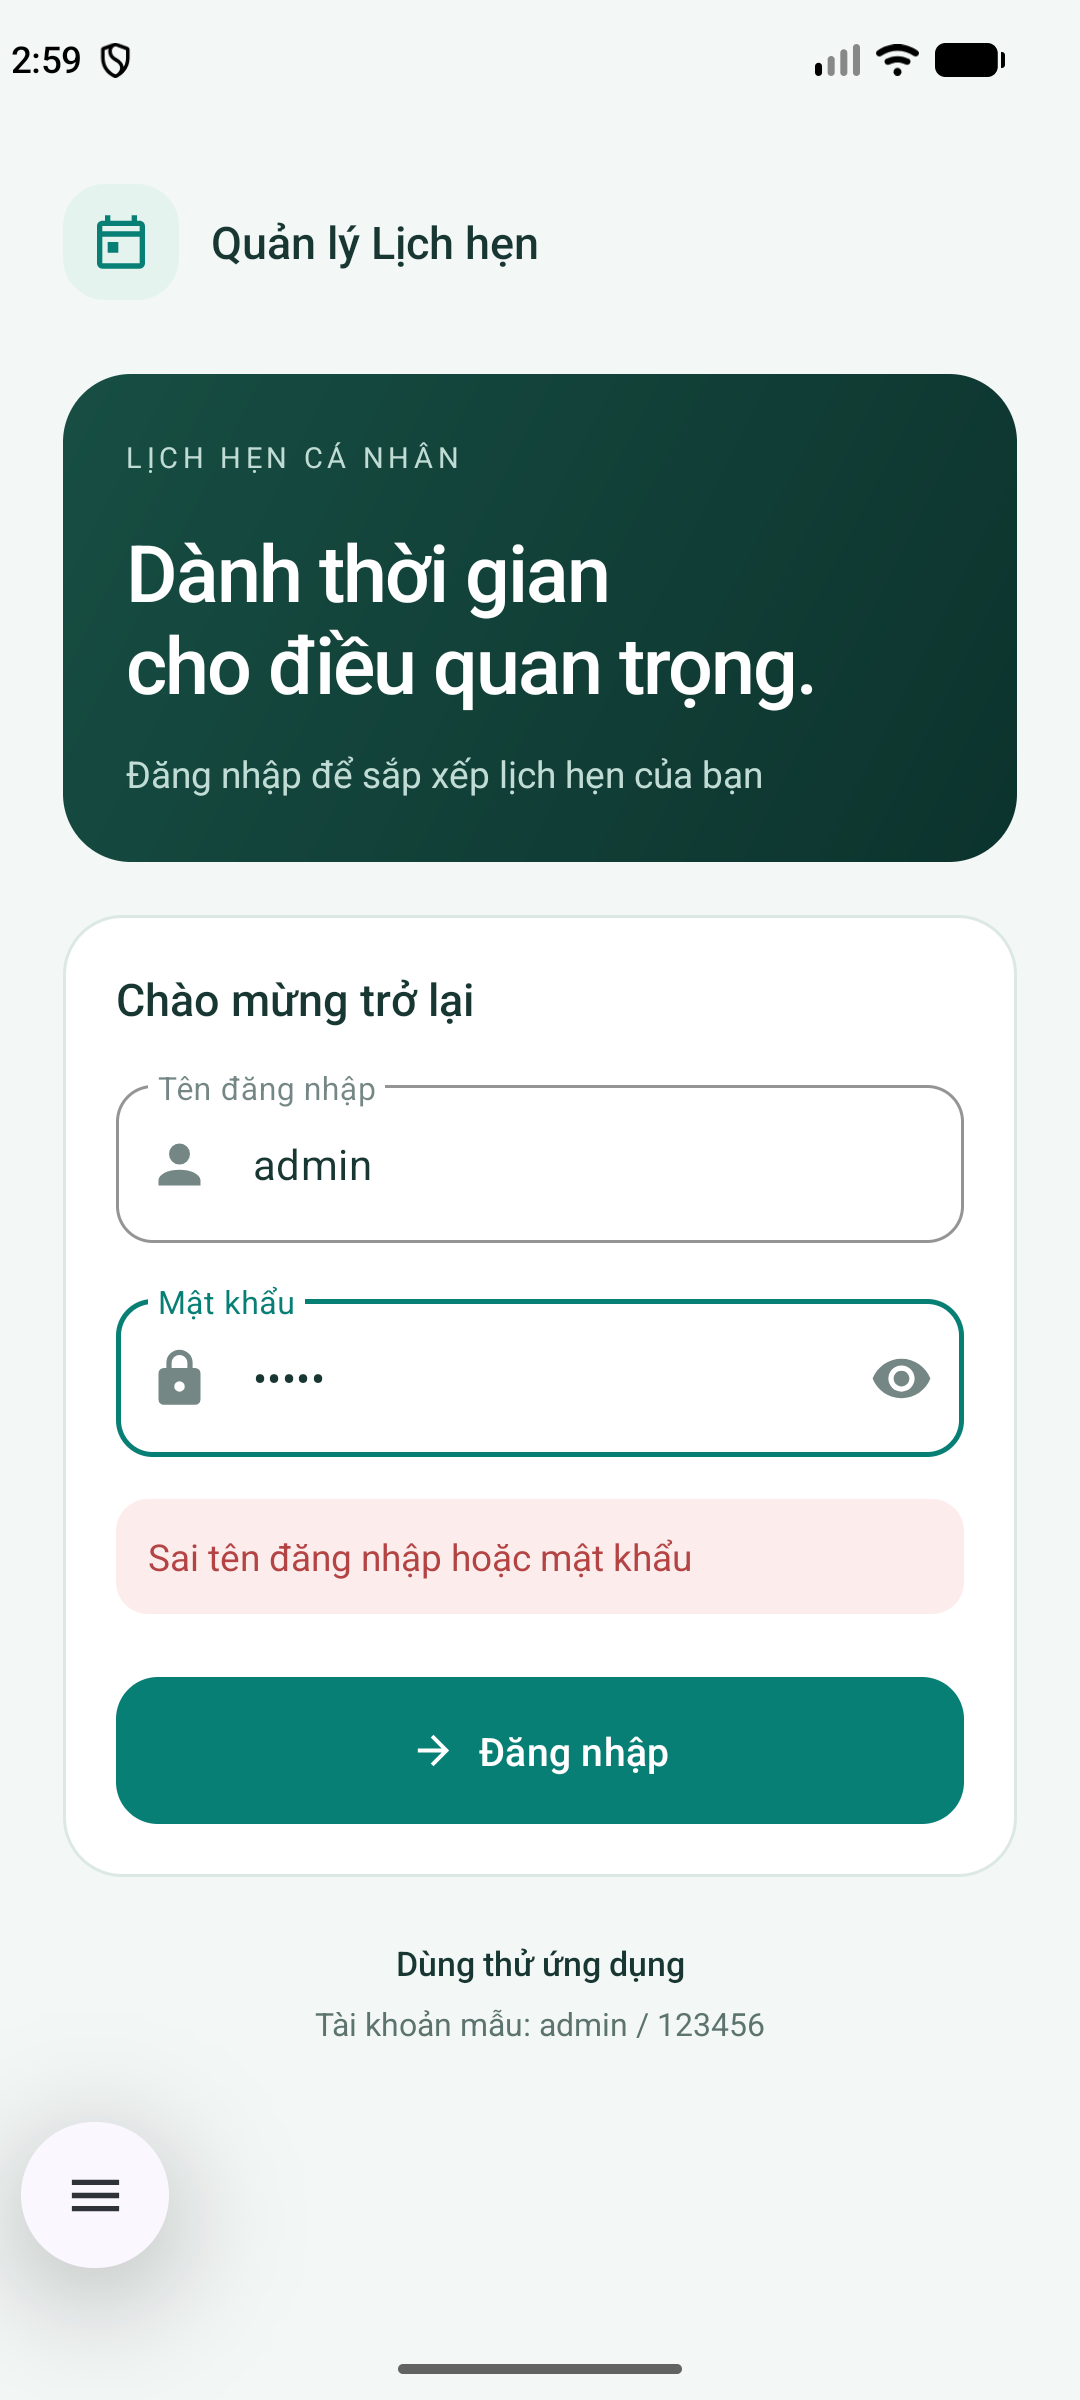 2:59
Quản lý Lịch hẹn
LỊCH HẸN CÁ NHÂN
Dành thời gian
cho điều quan trọng.
Đăng nhập để sắp xếp lịch hẹn của bạn
Chào mừng trở lại
Tên đăng nhập
admin
Mật khẩu
•••••
Sai tên đăng nhập hoặc mật khẩu
Đăng nhập
Dùng thử ứng dụng
Tài khoản mẫu: admin / 123456